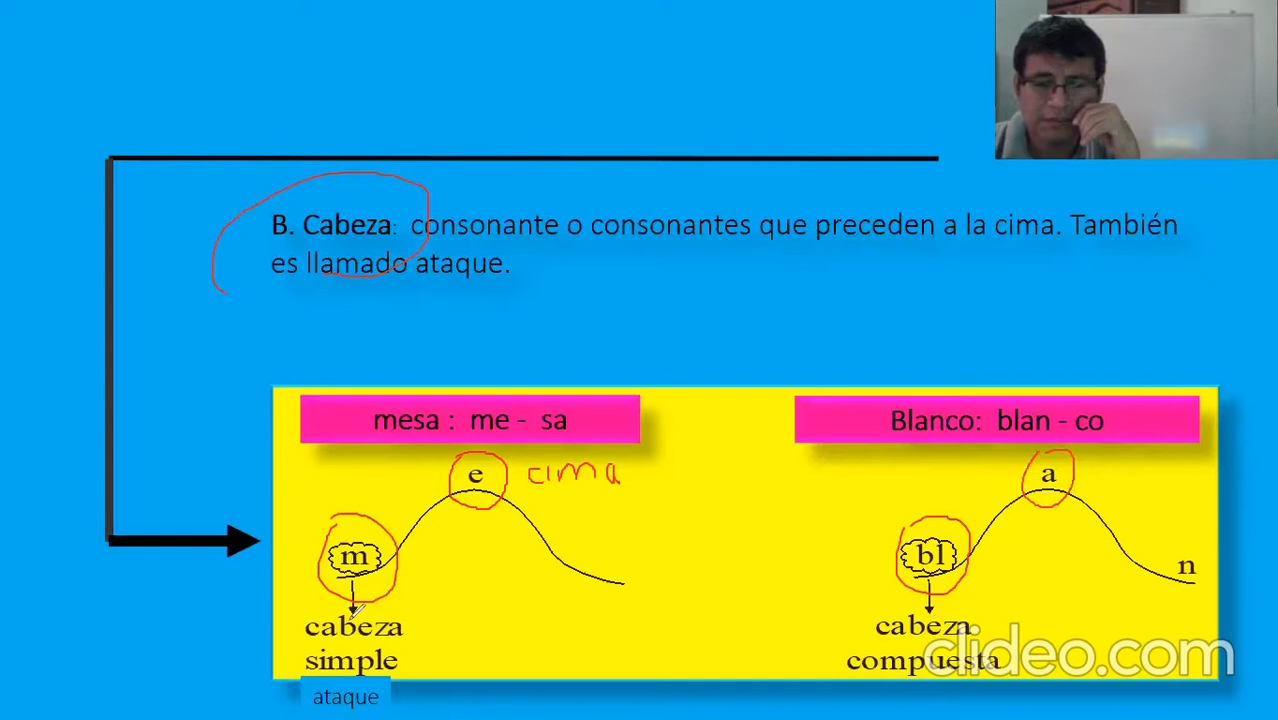 B. Cabeza: consonante o consonantes que preceden a la cima. También
es llamado ataque.
mesa : me - sa
Blanco: blan - co
e cima
a
m
bl
n
cabeza
simple
ataque
cabeza
compuesta
clideo.com